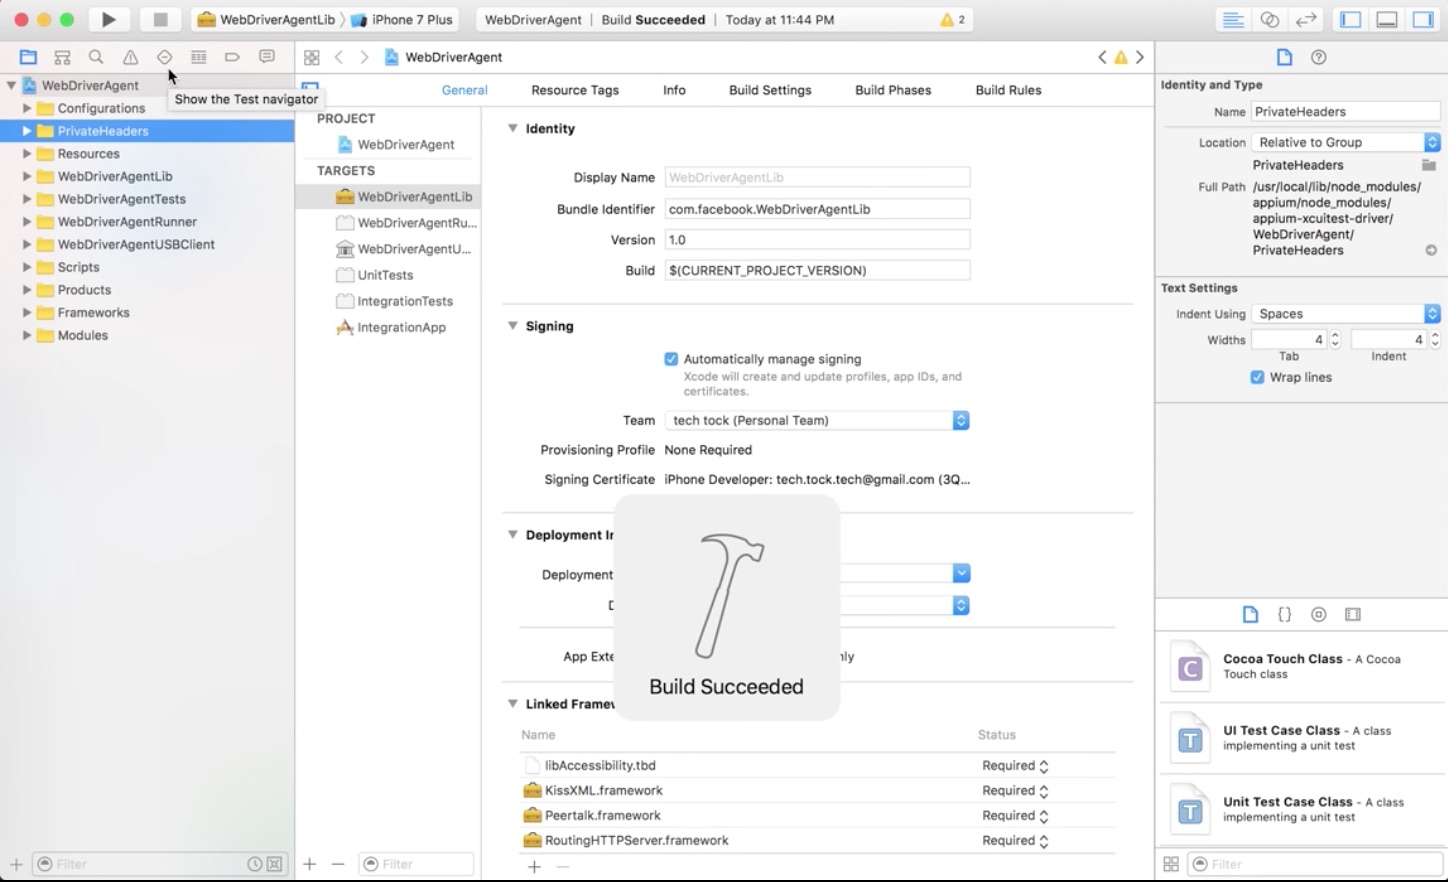 WebDriverAgentLib
iPhone 7 Plus
WebDriverAgent | Build Succeeded | Today at 11:44 PM
2
WebDriverAgent
Show the Test navigator
Configurations
PrivateHeaders
Resources
WebDriverAgentLib
WebDriverAgentTests
WebDriverAgentRunner
WebDriverAgentUSBClient
Scripts
Products
Frameworks
Modules
Filter
WebDriverAgent
General
Resource Tags
Info
Build Settings
Build Phases
Build Rules
PROJECT
WebDriverAgent
TARGETS
WebDriverAgentLib
WebDriverAgentRu...
WebDriverAgentU...
UnitTests
IntegrationTests
IntegrationApp
Filter
Identity
Display Name WebDriverAgentLib
Bundle Identifier com.facebook.WebDriverAgentLib
Version 1.0
Build $(CURRENT_PROJECT_VERSION)
Signing
Automatically manage signing
Xcode will create and update profiles, app IDs, and
certificates.
Team tech tock (Personal Team)
Provisioning Profile None Required
Signing Certificate iPhone Developer: tech.tock.tech@gmail.com (3Q...
Deployment
Deployment
App
Build Succeeded
Linked
Name Status
libAccessibility.tbd Required
KissXML.framework Required
Peertalk.framework Required
RoutingHTTPServer.framework Required
Identity and Type
Name PrivateHeaders
Location Relative to Group
PrivateHeaders
Full Path /usr/local/lib/node_modules/
appium/node_modules/
appium-xcuitest-driver/
WebDriverAgent/
PrivateHeaders
Text Settings
Indent Using Spaces
Widths 4 4
Tab Indent
Wrap lines
{}
C
Cocoa Touch Class - A Cocoa
Touch class
T
UI Test Case Class - A class
implementing a unit test
T
Unit Test Case Class - A class
implementing a unit test
Filter